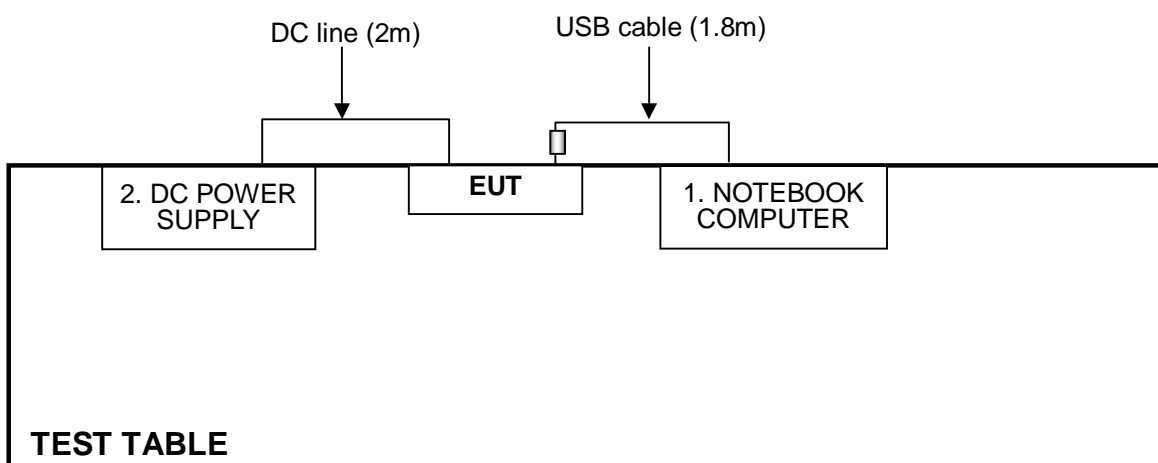 DC line (2m)
USB cable (1.8m)
2. DC POWER
SUPPLY
EUT
1. NOTEBOOK
COMPUTER
TEST TABLE